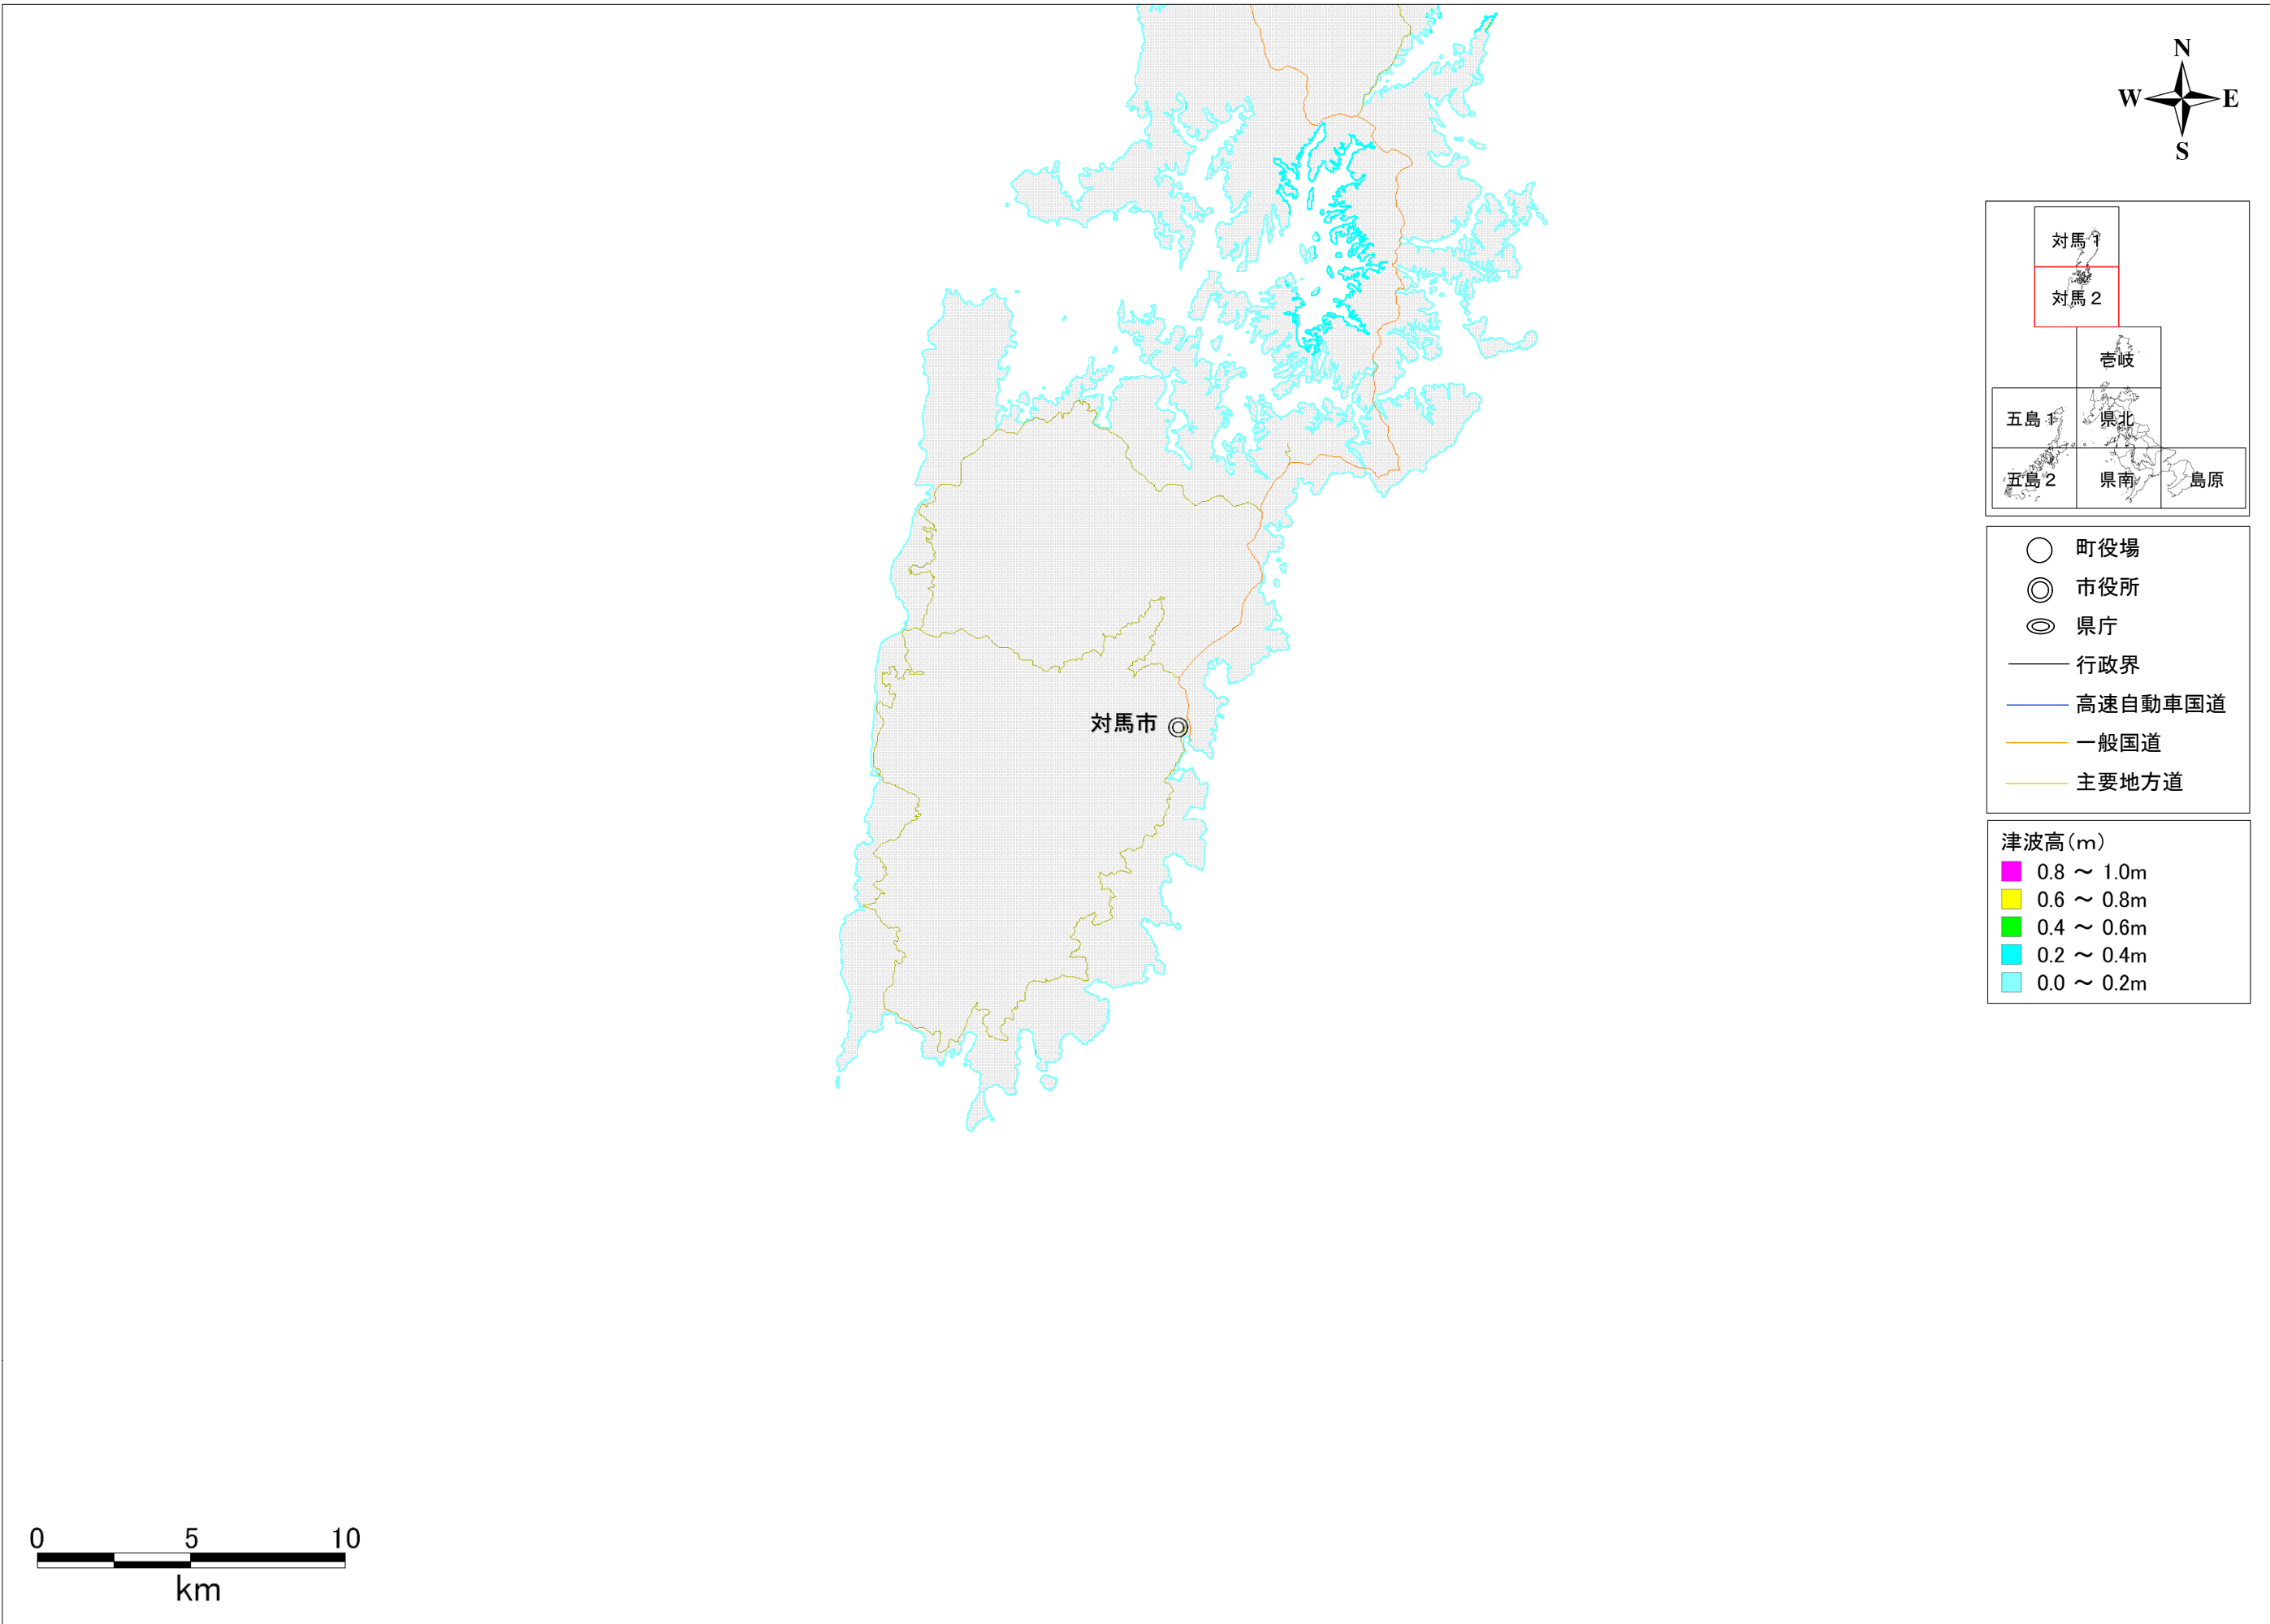 N
W E
S
対馬1
対馬2
壱岐
五島1
県北
五島2
県南
島原
町役場
市役所
県庁
行政界
高速自動車国道
一般国道
主要地方道
対馬市
津波高(m)
0.8 ～ 1.0m
0.6 ～ 0.8m
0.4 ～ 0.6m
0.2 ～ 0.4m
0.0 ～ 0.2m
0 5 10
km